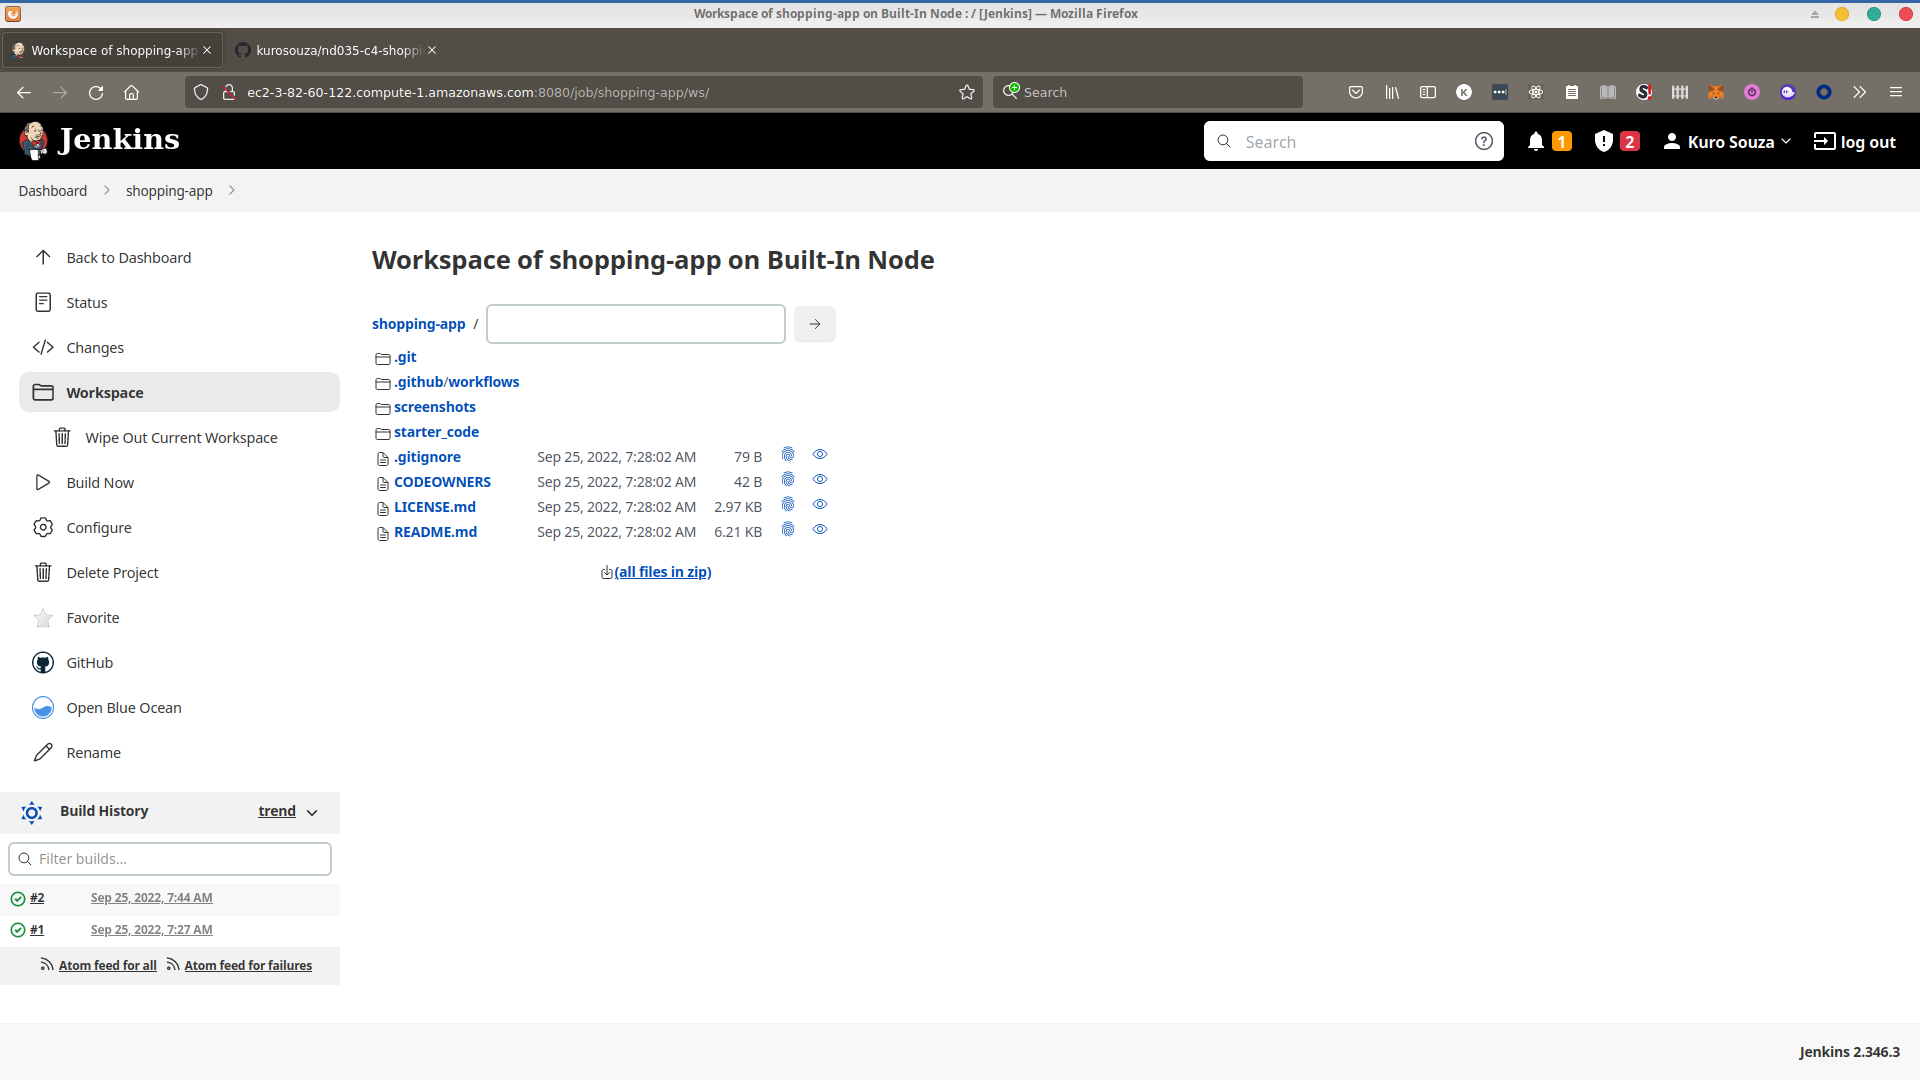 Workspace of shopping-app on Built-In Node : / [Jenkins] — Mozilla Firefox
Workspace of shopping-app
kurosouza/nd035-c4-shoppi
ec2-3-82-60-122.compute-1.amazonaws.com:8080/job/shopping-app/ws/
Search
Jenkins
Search
1
2
Kuro Souza
log out
Dashboard
shopping-app
Back to Dashboard
Status
Changes
Workspace
Wipe Out Current Workspace
Build Now
Configure
Delete Project
Favorite
GitHub
Open Blue Ocean
Rename
Build History
trend
Filter builds...
#2 Sep 25, 2022, 7:44 AM
#1 Sep 25, 2022, 7:27 AM
Atom feed for all
Atom feed for failures
Workspace of shopping-app on Built-In Node
shopping-app /
.git
.github/workflows
screenshots
starter_code
.gitignore Sep 25, 2022, 7:28:02 AM 79 B
CODEOWNERS Sep 25, 2022, 7:28:02 AM 42 B
LICENSE.md Sep 25, 2022, 7:28:02 AM 2.97 KB
README.md Sep 25, 2022, 7:28:02 AM 6.21 KB
(all files in zip)
Jenkins 2.346.3